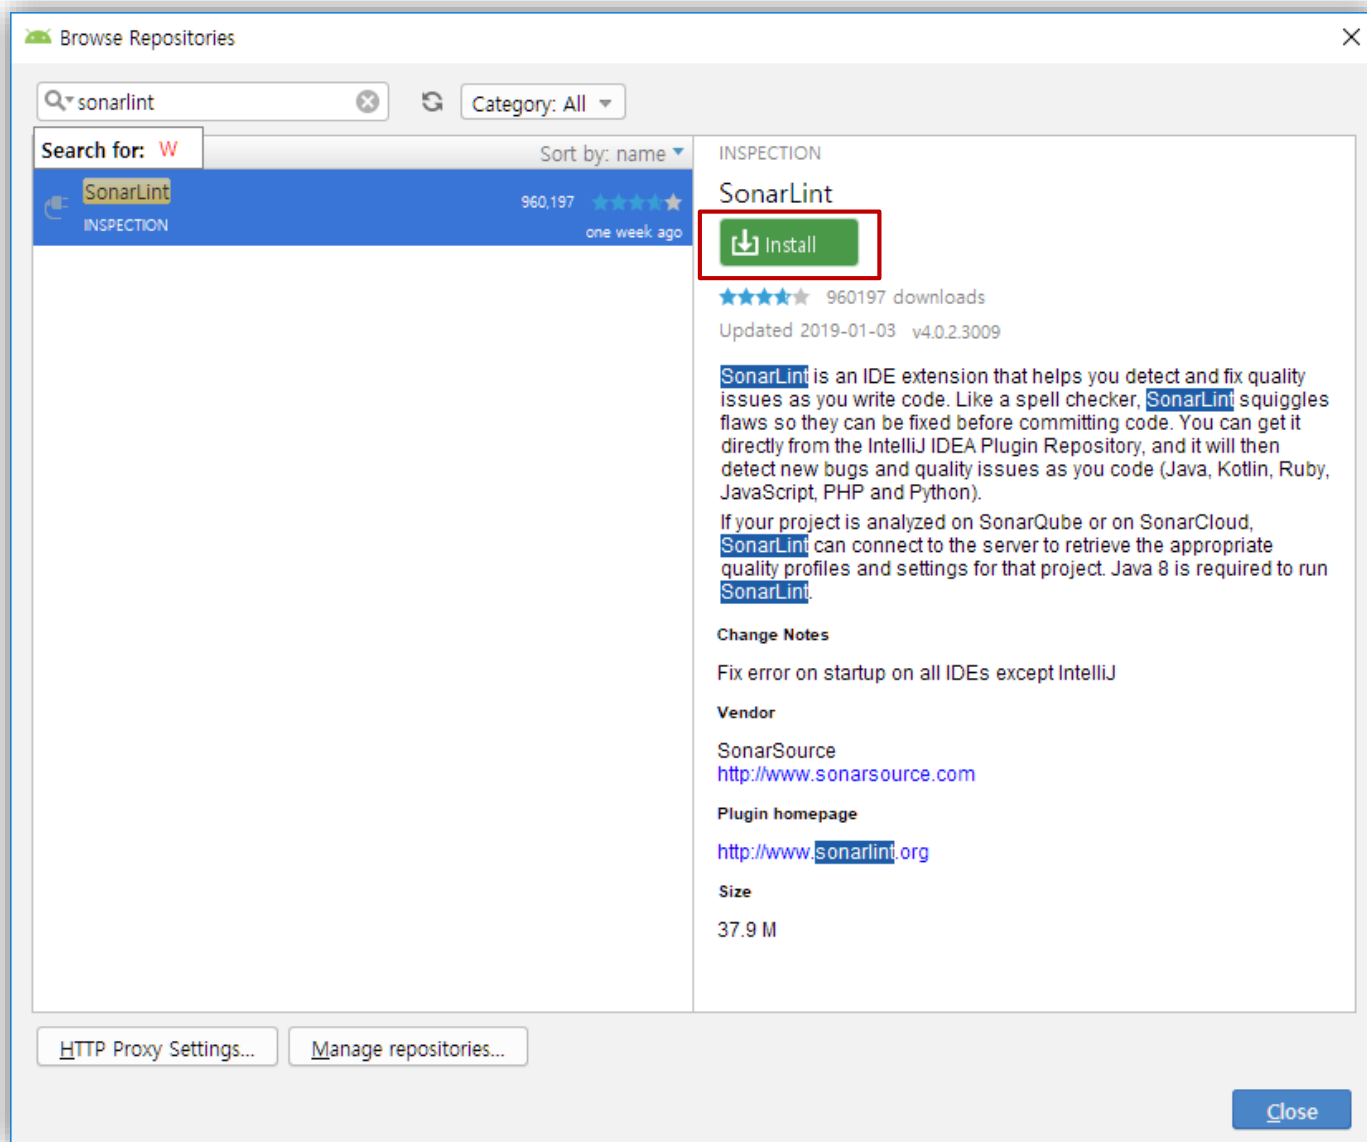 Browse Repositories
sonarlint
Category: All
Search for: W
Sort by: name
SonarLint
960,197
INSPECTION
one week ago
INSPECTION
SonarLint
Install
960197 downloads
Updated 2019-01-03 v4.0.2.3009
SonarLint is an IDE extension that helps you detect and fix quality
issues as you write code. Like a spell checker, SonarLint squiggles
flaws so they can be fixed before committing code. You can get it
directly from the IntelliJ IDEA Plugin Repository, and it will then
detect new bugs and quality issues as you code (Java, Kotlin, Ruby,
JavaScript, PHP and Python).
If your project is analyzed on SonarQube or on SonarCloud,
SonarLint can connect to the server to retrieve the appropriate
quality profiles and settings for that project. Java 8 is required to run
SonarLint.
Change Notes
Fix error on startup on all IDEs except IntelliJ
Vendor
SonarSource
http://www.sonarsource.com
Plugin homepage
http://www.sonarlint.org
Size
37.9 M
HTTP Proxy Settings...
Manage repositories...
Close